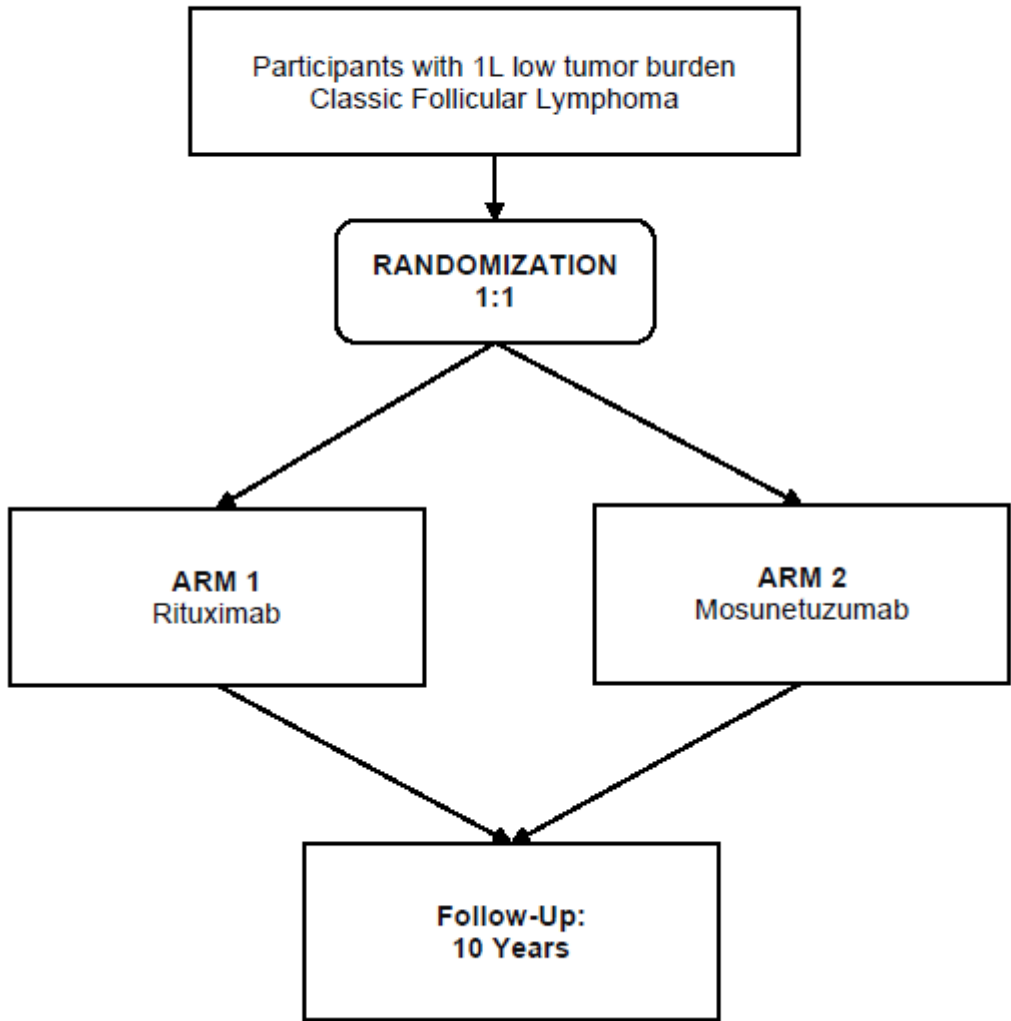 Participants with 1L low tumor burden
Classic Follicular Lymphoma
RANDOMIZATION
1:1
ARM 1
Rituximab
ARM 2
Mosunetuzumab
Follow-Up:
10 Years